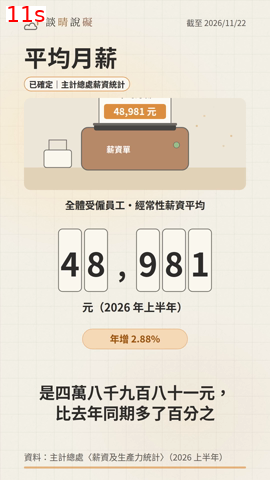 11s
談晴說礙
截至 2026/11/22
平均月薪
已確定｜主計總處薪資統計
48,981 元
薪資單
全體受僱員工・經常性薪資平均
48,981
元（2026 年上半年）
年增 2.88%
是四萬八千九百八十一元，
比去年同期多了百分之
資料：主計總處〈薪資及生產力統計〉（2026 上半年）